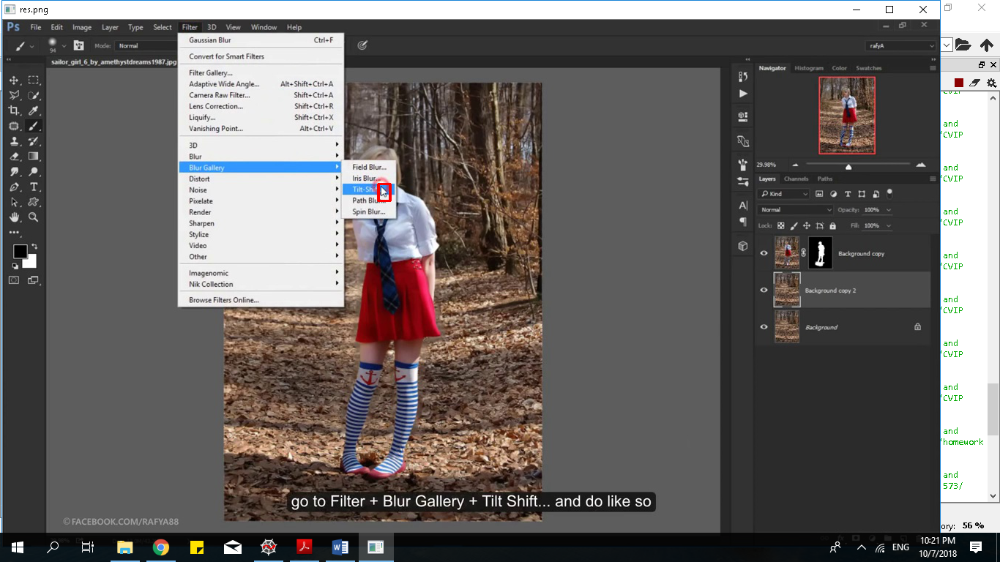 res.png
Ps File Edit Image Layer Type Select Filter 3D View Window Help
94 Mode: Normal rafyA
sailor_girl_6_by_amethystdreams1987.jpg
Gaussian Blur Ctrl+F
Convert for Smart Filters
Filter Gallery...
Adaptive Wide Angle... Alt+Shift+Ctrl+A
Camera Raw Filter... Shift+Ctrl+A
Lens Correction... Shift+Ctrl+R
Liquify... Shift+Ctrl+X
Vanishing Point... Alt+Ctrl+V
3D
Blur
Blur Gallery
Distort
Noise
Pixelate
Render
Sharpen
Stylize
Video
Other
Imagenomic
Nik Collection
Browse Filters Online...
Field Blur...
Iris Blur...
Tilt-Shift
Path Blur...
Spin Blur...
Navigator Histogram Color Swatches
29.98%
Layers Channels Paths
Kind
Normal Opacity: 100%
Lock: Fill: 100%
Background copy
Background copy 2
Background
go to Filter + Blur Gallery + Tilt Shift... and do like so
©FACEBOOK.COM/RAFYA88
/CVIP
and
/CVIP
and
/CVIP
and
/CVIP
and
/CVIP
and
/CVIP
and
/CVIP
and
/homework
and
573/
ory: 56 %
ENG
10:21 PM
10/7/2018